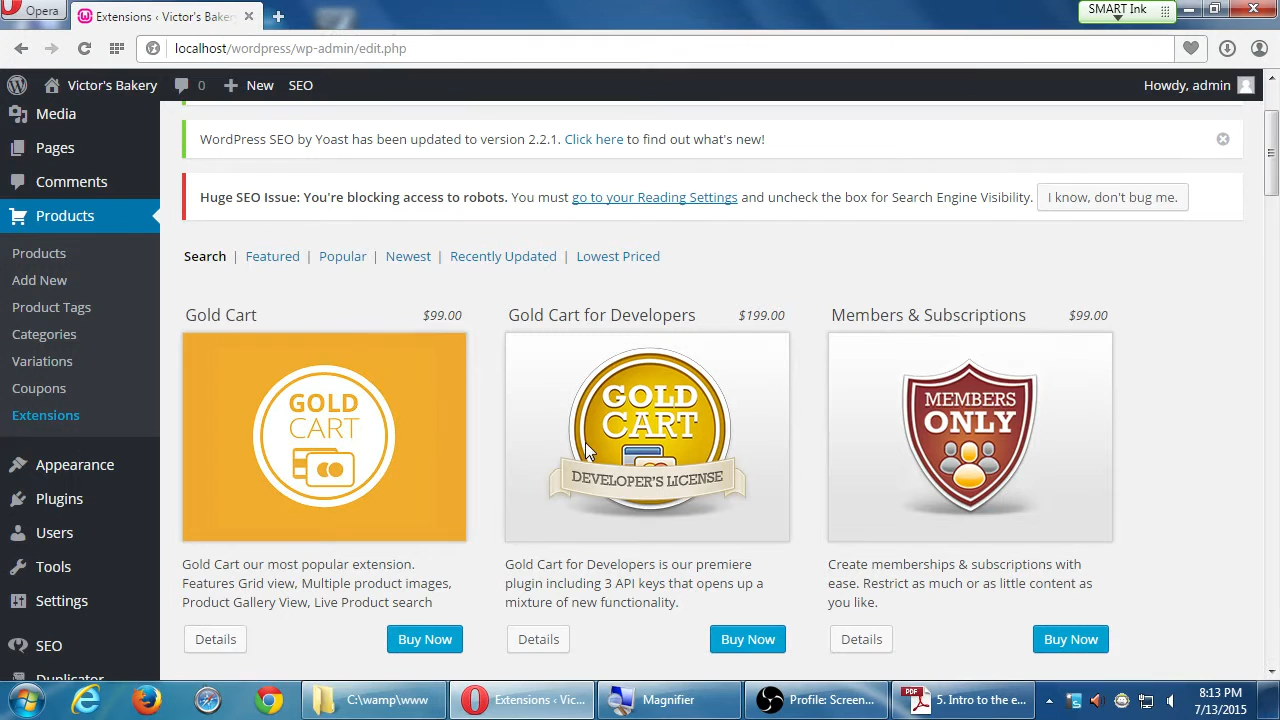 Opera
Extensions ‹ Victor's Baker
SMART Ink
localhost/wordpress/wp-admin/edit.php
Victor's Bakery
0
New
SEO
Howdy, admin
Media
Pages
Comments
Products
Products
Add New
Product Tags
Categories
Variations
Coupons
Extensions
Appearance
Plugins
Users
Tools
Settings
SEO
Duplicator
WordPress SEO by Yoast has been updated to version 2.2.1. Click here to find out what's new!
Huge SEO Issue: You're blocking access to robots. You must go to your Reading Settings and uncheck the box for Search Engine Visibility. I know, don't bug me.
Search | Featured | Popular | Newest | Recently Updated | Lowest Priced
Gold Cart $99.00
GOLD
CART
Gold Cart our most popular extension.
Features Grid view, Multiple product images,
Product Gallery View, Live Product search
Details
Buy Now
Gold Cart for Developers $199.00
GOLD
CART
DEVELOPER'S LICENSE
Gold Cart for Developers is our premiere
plugin including 3 API keys that opens up a
mixture of new functionality.
Details
Buy Now
Members & Subscriptions $99.00
MEMBERS
ONLY
Create memberships & subscriptions with
ease. Restrict as much or as little content as
you like.
Details
Buy Now
C:\wamp\www
Extensions ‹ Vic...
Magnifier
Profile: Screen...
PDF
5. Intro to the e...
8:13 PM
7/13/2015